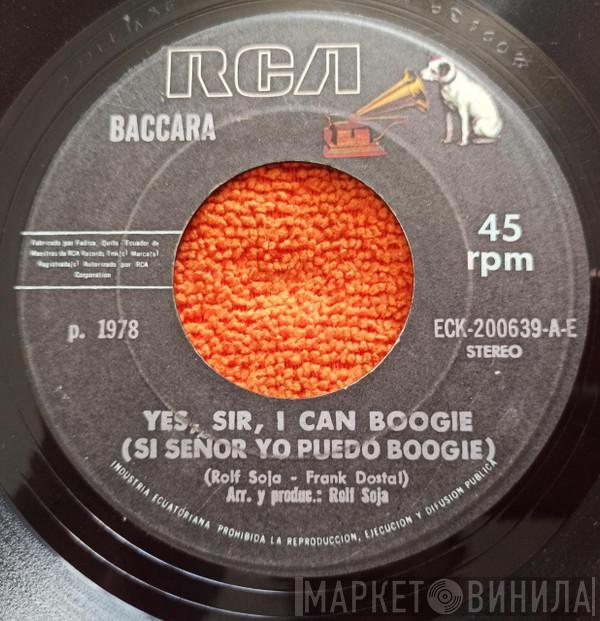 RCA
BACCARA
Fabricado por Fadisa, Quito - Ecuador de
Maestros de RCA Records Tmk(s) Marca(s)
Registrada(s) Autorizado por RCA
Corporation
45
rpm
p. 1978
ECK-200639-A-E
STEREO
YES, SIR, I CAN BOOGIE
(SI SEÑOR YO PUEDO BOOGIE)
(Rolf Soja - Frank Dostal)
Arr. y produc.: Rolf Soja
INDUSTRIA ECUATORIANA PROHIBIDA LA REPRODUCCION, EJECUCION Y DIFUSION PUBLICA
МАРКЕТ ВИНИЛА